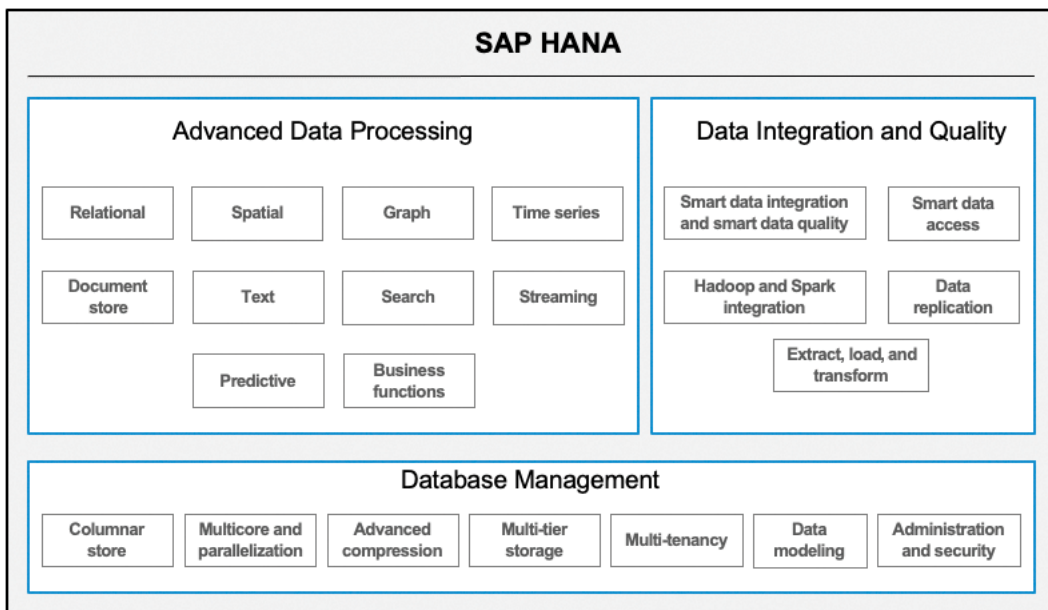 SAP HANA
Advanced Data Processing
Relational
Spatial
Graph
Time series
Document
store
Text
Search
Streaming
Predictive
Business
functions
Data Integration and Quality
Smart data integration
and smart data quality
Smart data
access
Hadoop and Spark
integration
Data
replication
Extract, load, and
transform
Database Management
Columnar
store
Multicore and
parallelization
Advanced
compression
Multi-tier
storage
Multi-tenancy
Data
modeling
Administration
and security